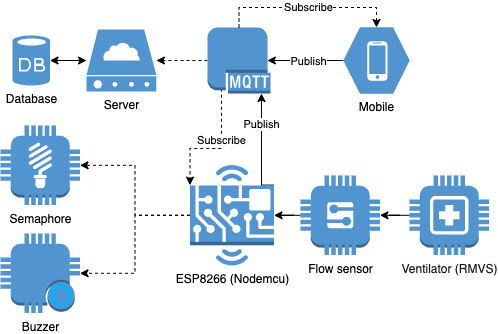 Subscribe
DB
MQTT
Publish
Database
Server
Mobile
Publish
Subscribe
Semaphore
ESP8266 (Nodemcu)
Flow sensor
Ventilator (RMVS)
Buzzer